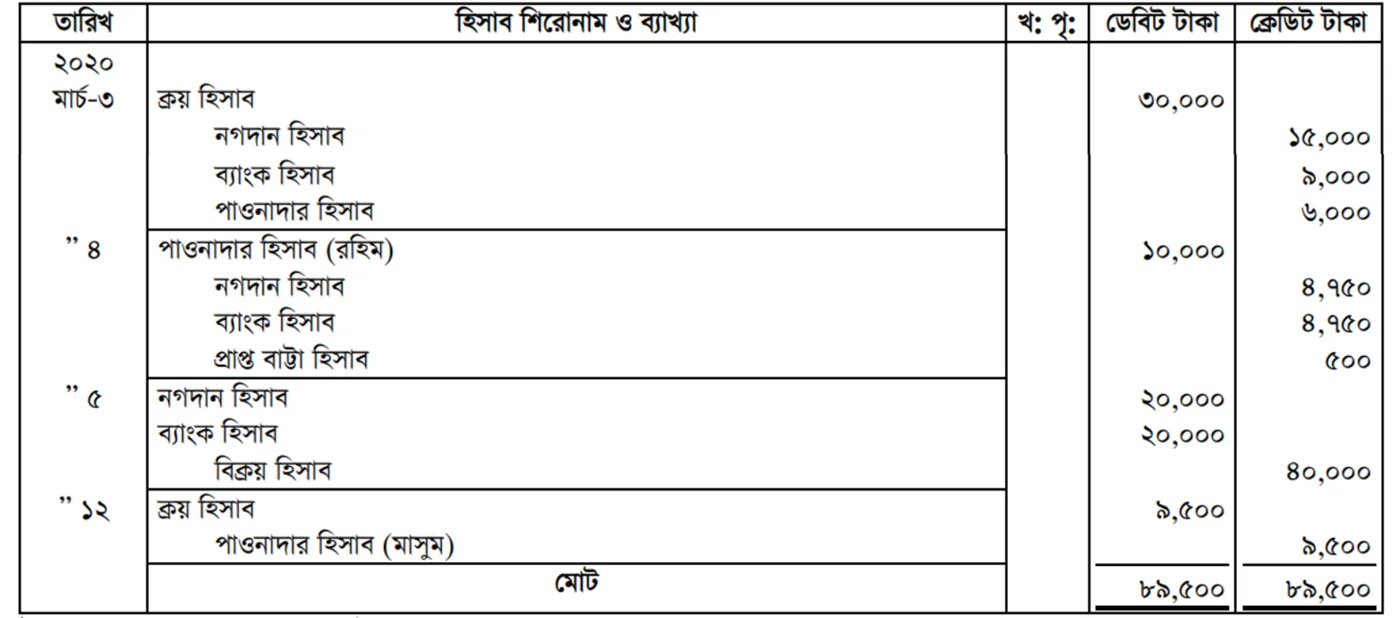 তারিখ হিসাব শিরোনাম ও ব্যাখ্যা খ: পৃ: ডেবিট টাকা ক্রেডিট টাকা
২০২০
মার্চ-৩ ক্রয় হিসাব ৩০,০০০
নগদান হিসাব ১৫,০০০
ব্যাংক হিসাব ৯,০০০
পাওনাদার হিসাব ৬,০০০
” ৪ পাওনাদার হিসাব (রহিম) ১০,০০০
নগদান হিসাব ৪,৭৫০
ব্যাংক হিসাব ৪,৭৫০
প্রাপ্ত বাট্টা হিসাব ৫০০
” ৫ নগদান হিসাব ২০,০০০
ব্যাংক হিসাব ২০,০০০
বিক্রয় হিসাব ৪০,০০০
” ১২ ক্রয় হিসাব ৯,৫০০
পাওনাদার হিসাব (মাসুম) ৯,৫০০
মোট ৮৯,৫০০ ৮৯,৫০০